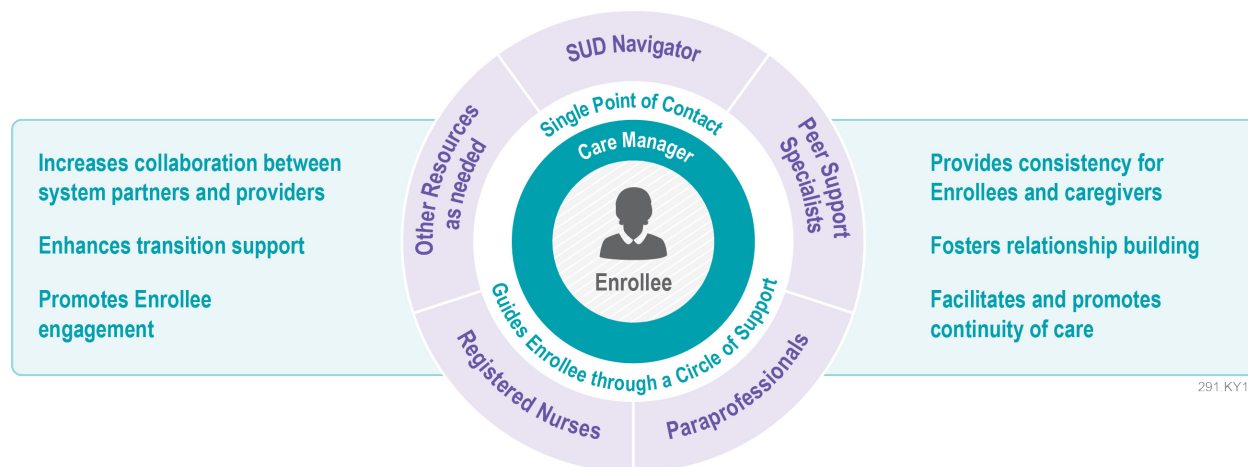 SUD Navigator
Peer Support
Specialists
Paraprofessionals
Registered Nurses
Other Resources
as needed
Single Point of Contact
Care Manager
Enrollee
Guides Enrollee through a Circle of Support
Increases collaboration between
system partners and providers
Enhances transition support
Promotes Enrollee
engagement
Provides consistency for
Enrollees and caregivers
Fosters relationship building
Facilitates and promotes
continuity of care